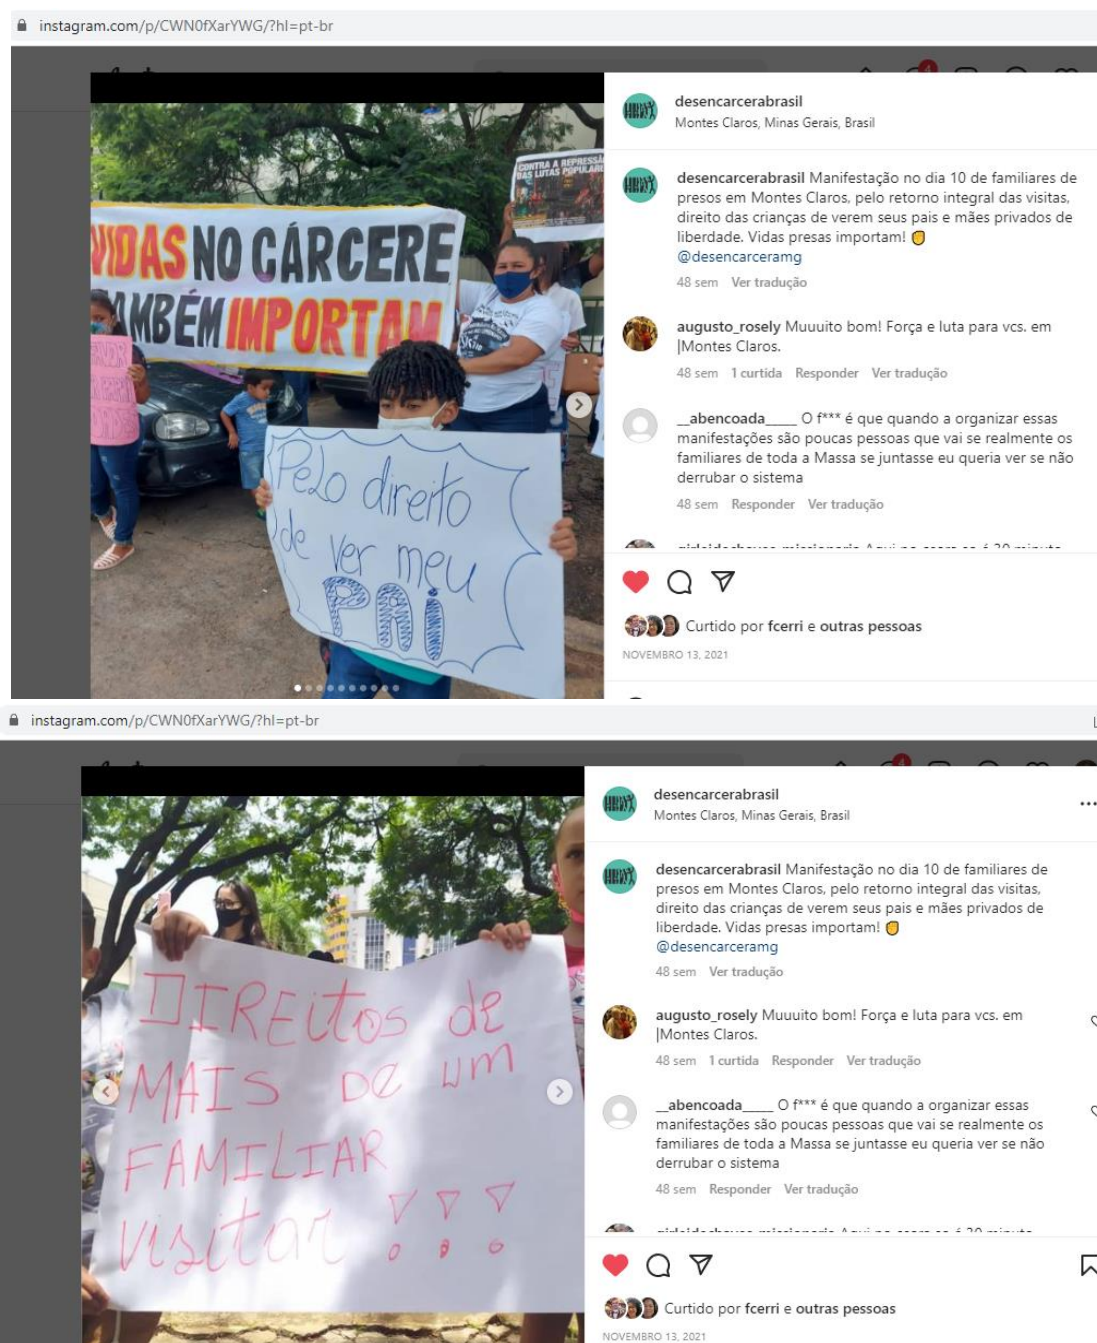 instagram.com/p/CWN0fXarYWG/?hl=pt-br
4
CONTRA A REPRESSÃ
DAS LUTAS POPULARE
VIDAS NO CÁRCERE
TAMBÉM IMPORTAM
Pelo direito
de ver meu
PAi
desencarcerabrasil
Montes Claros, Minas Gerais, Brasil
desencarcerabrasil Manifestação no dia 10 de familiares de
presos em Montes Claros, pelo retorno integral das visitas,
direito das crianças de verem seus pais e mães privados de
liberdade. Vidas presas importam! ✊
@desencarceramg
48 sem Ver tradução
augusto_rosely Muuuito bom! Força e luta para vcs. em
|Montes Claros.
48 sem 1 curtida Responder Ver tradução
__abencoada____ O f*** é que quando a organizar essas
manifestações são poucas pessoas que vai se realmente os
familiares de toda a Massa se juntasse eu queria ver se não
derrubar o sistema
48 sem Responder Ver tradução
Curtido por fcerri e outras pessoas
NOVEMBRO 13, 2021
instagram.com/p/CWN0fXarYWG/?hl=pt-br
4
DIREitos de
MAIS DE um
FAMILIAR
visitar !!!
desencarcerabrasil
Montes Claros, Minas Gerais, Brasil
desencarcerabrasil Manifestação no dia 10 de familiares de
presos em Montes Claros, pelo retorno integral das visitas,
direito das crianças de verem seus pais e mães privados de
liberdade. Vidas presas importam! ✊
@desencarceramg
48 sem Ver tradução
augusto_rosely Muuuito bom! Força e luta para vcs. em
|Montes Claros.
48 sem 1 curtida Responder Ver tradução
__abencoada____ O f*** é que quando a organizar essas
manifestações são poucas pessoas que vai se realmente os
familiares de toda a Massa se juntasse eu queria ver se não
derrubar o sistema
48 sem Responder Ver tradução
Curtido por fcerri e outras pessoas
NOVEMBRO 13, 2021